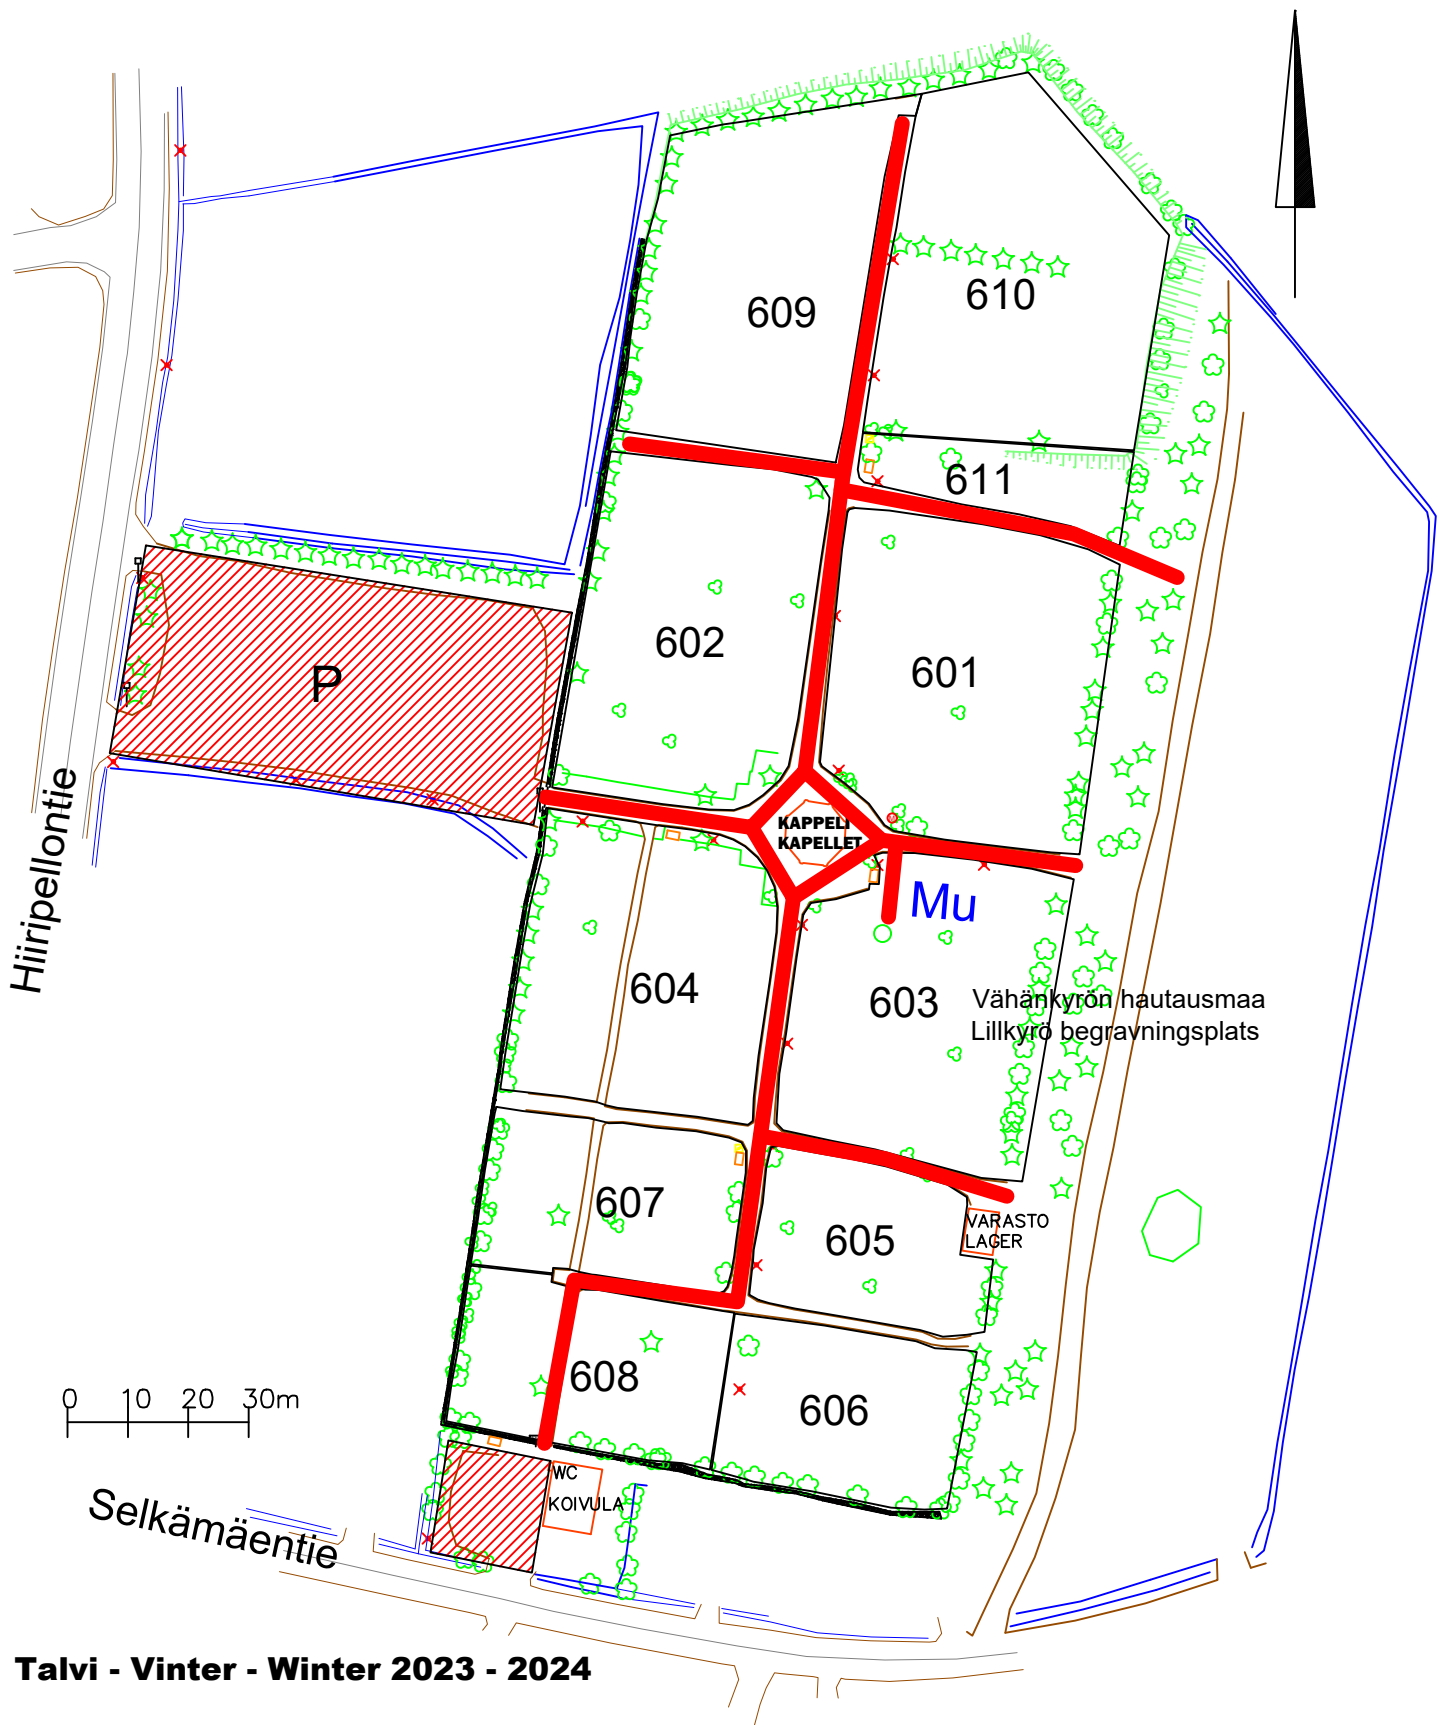 609
610
611
602
601
P
KAPPELI
KAPELLET
Mu
Hiiripellontie
604
603
Vähänkyrön hautausmaa
Lillkyrö begravningsplats
607
605
VARASTO
LAGER
608
606
0 10 20 30m
WC
KOIVULA
Selkämäentie
Talvi - Vinter - Winter 2023 - 2024